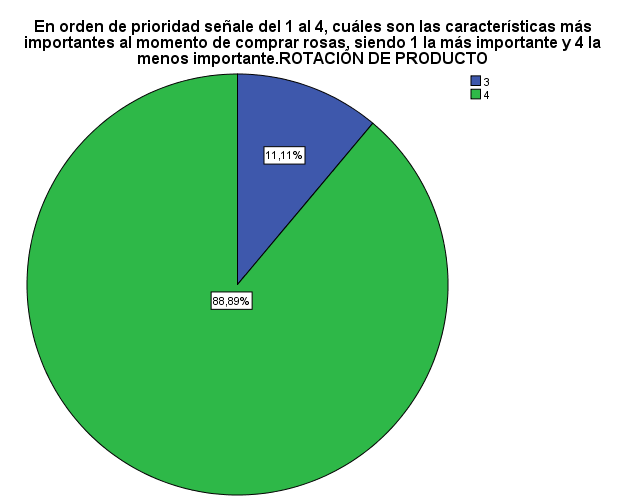 En orden de prioridad señale del 1 al 4, cuáles son las características más
importantes al momento de comprar rosas, siendo 1 la más importante y 4 la
menos importante.ROTACIÓN DE PRODUCTO
3
4
11,11%
88,89%